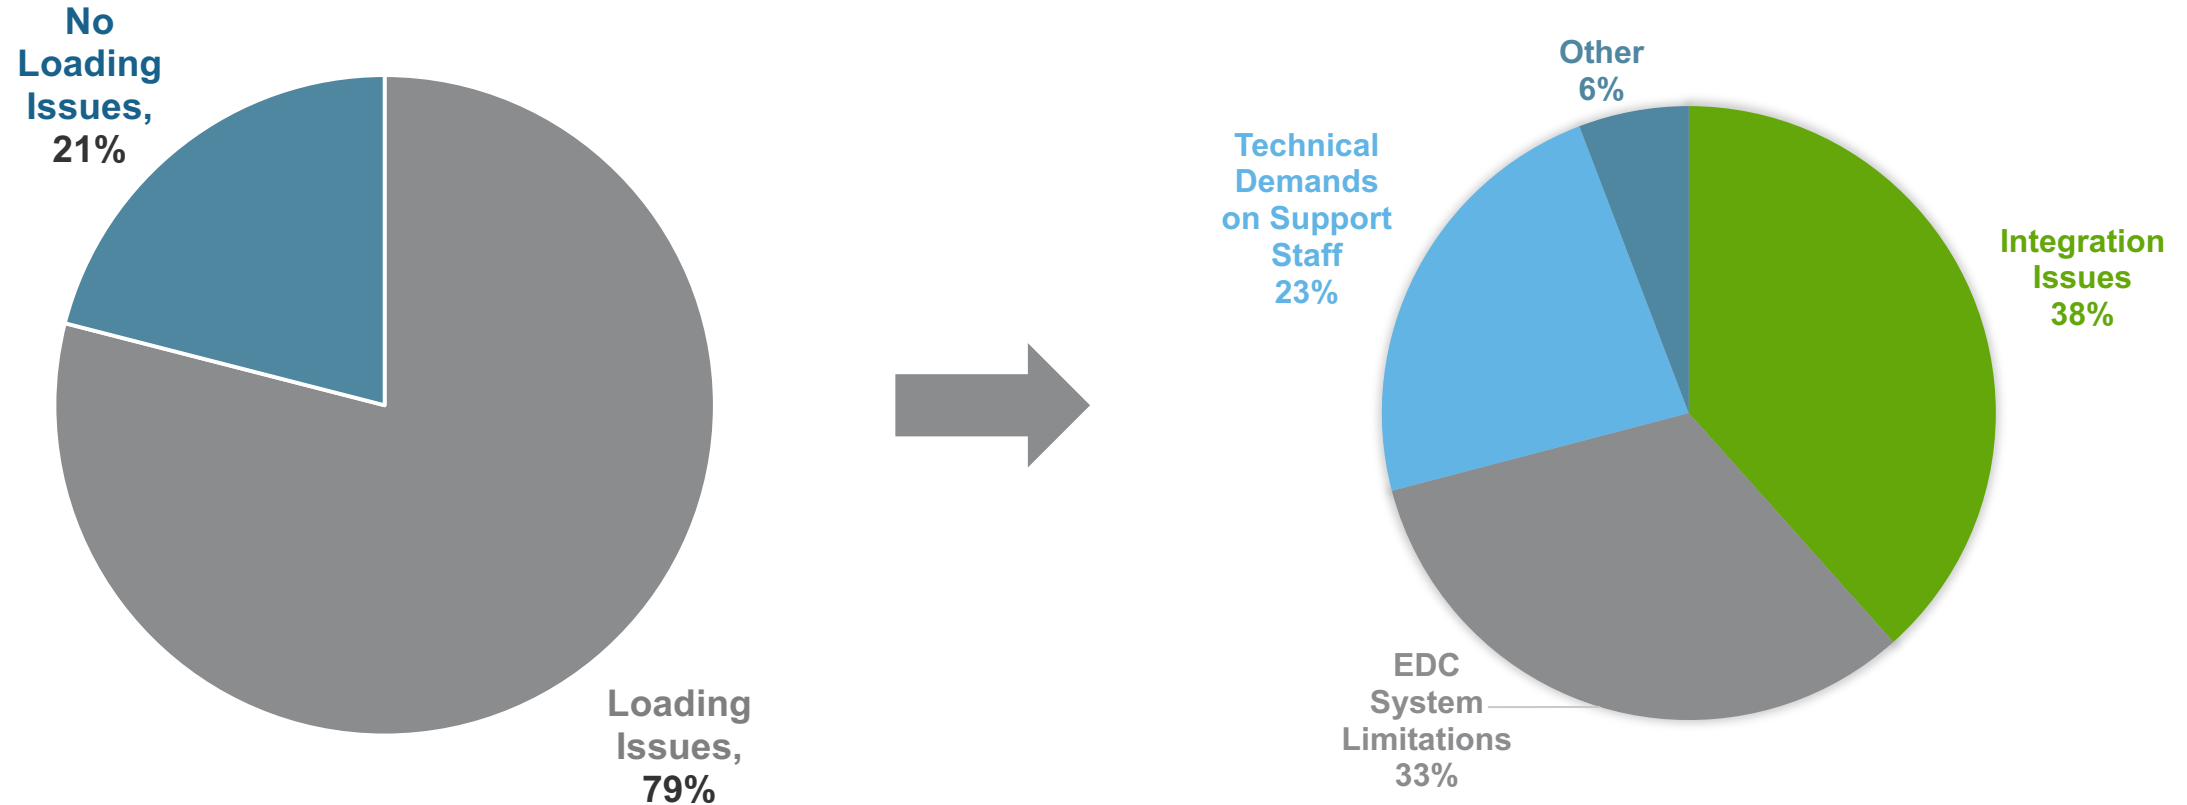 No
Loading
Issues,
21%
Loading
Issues,
79%
Other
6%
Technical
Demands
on Support
Staff
23%
Integration
Issues
38%
EDC
System
Limitations
33%